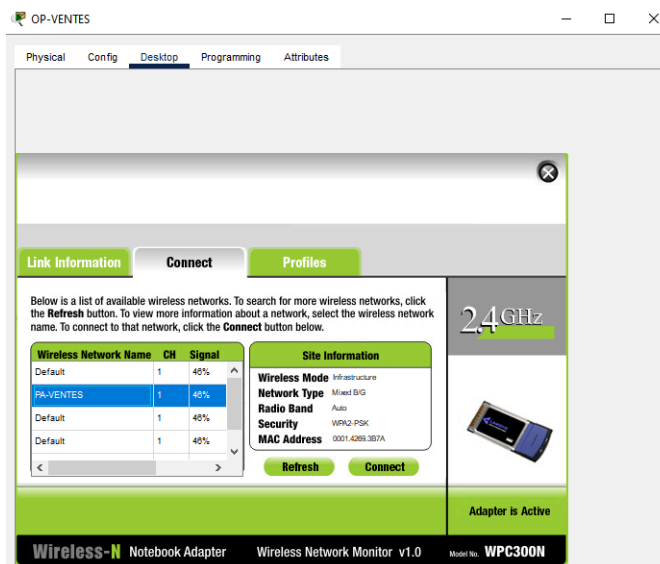 OP-VENTES
Physical Config Desktop Programming Attributes
Link Information Connect Profiles
Below is a list of available wireless networks. To search for more wireless networks, click
the Refresh button. To view more information about a network, select the wireless network
name. To connect to that network, click the Connect button below.
2.4GHz
Wireless Network Name CH Signal
Default 1 46%
PA-VENTES 1 46%
Default 1 46%
Default 1 46%
Site Information
Wireless Mode Infrastructure
Network Type Mixed B/G
Radio Band Auto
Security WPA2-PSK
MAC Address 0001.4269.3B7A
Refresh Connect
Adapter is Active
Wireless-N Notebook Adapter Wireless Network Monitor v1.0 Model No. WPC300N